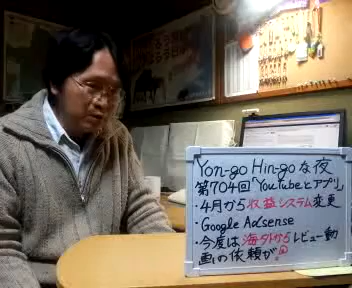 Yon-go Hin-goな夜
第704回「YouTubeとアプリ」
・4月から収益システム変更
・Google Adsense
・今度は海外からレビュー動
画の依頼が!?